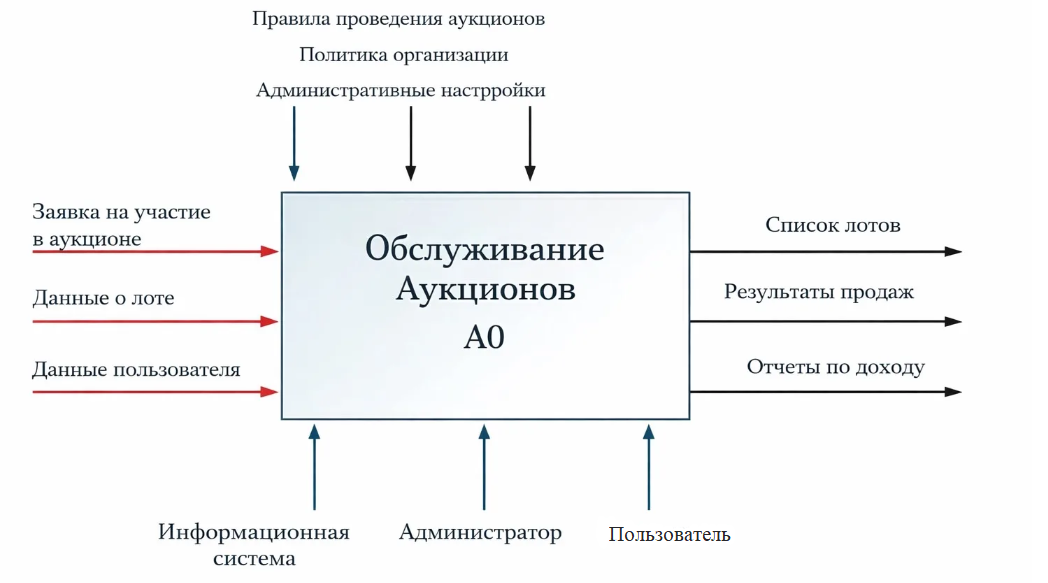 Правила проведения аукционов
Политика организации
Административные настрройки
Заявка на участие
в аукционе
Данные о лоте
Данные пользователя
Обслуживание
Аукционов
А0
Список лотов
Результаты продаж
Отчеты по доходу
Информационная
система
Администратор
Пользователь